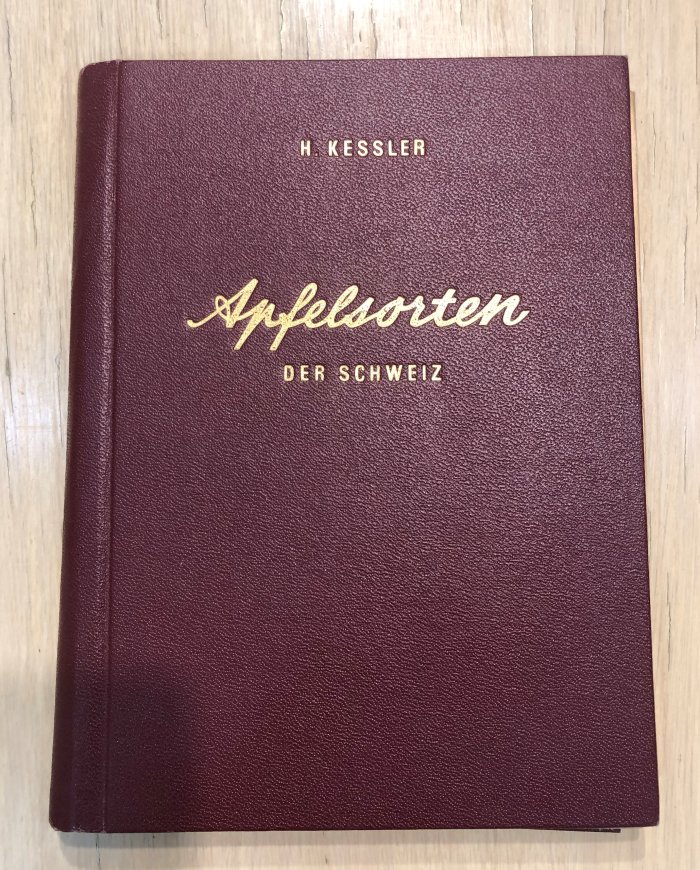 H. KESSLER
Apfelsorten
DER SCHWEIZ